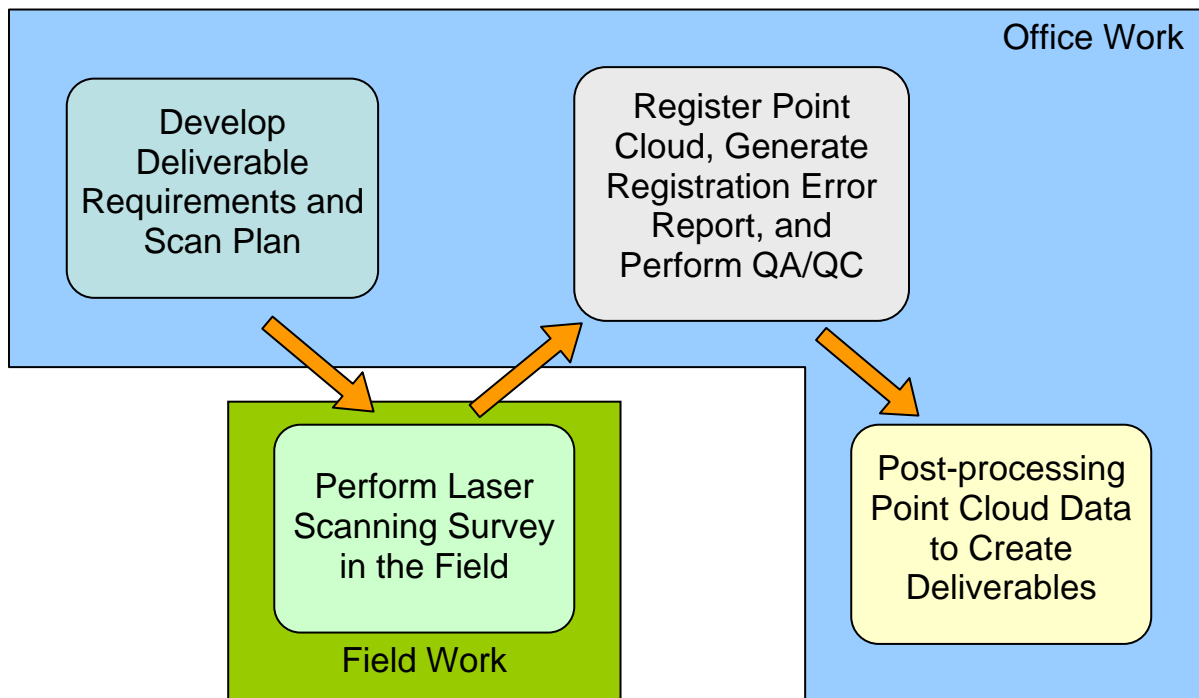 Office Work
Develop
Deliverable
Requirements and
Scan Plan
Register Point
Cloud, Generate
Registration Error
Report, and
Perform QA/QC
Perform Laser
Scanning Survey
in the Field
Field Work
Post-processing
Point Cloud Data
to Create
Deliverables